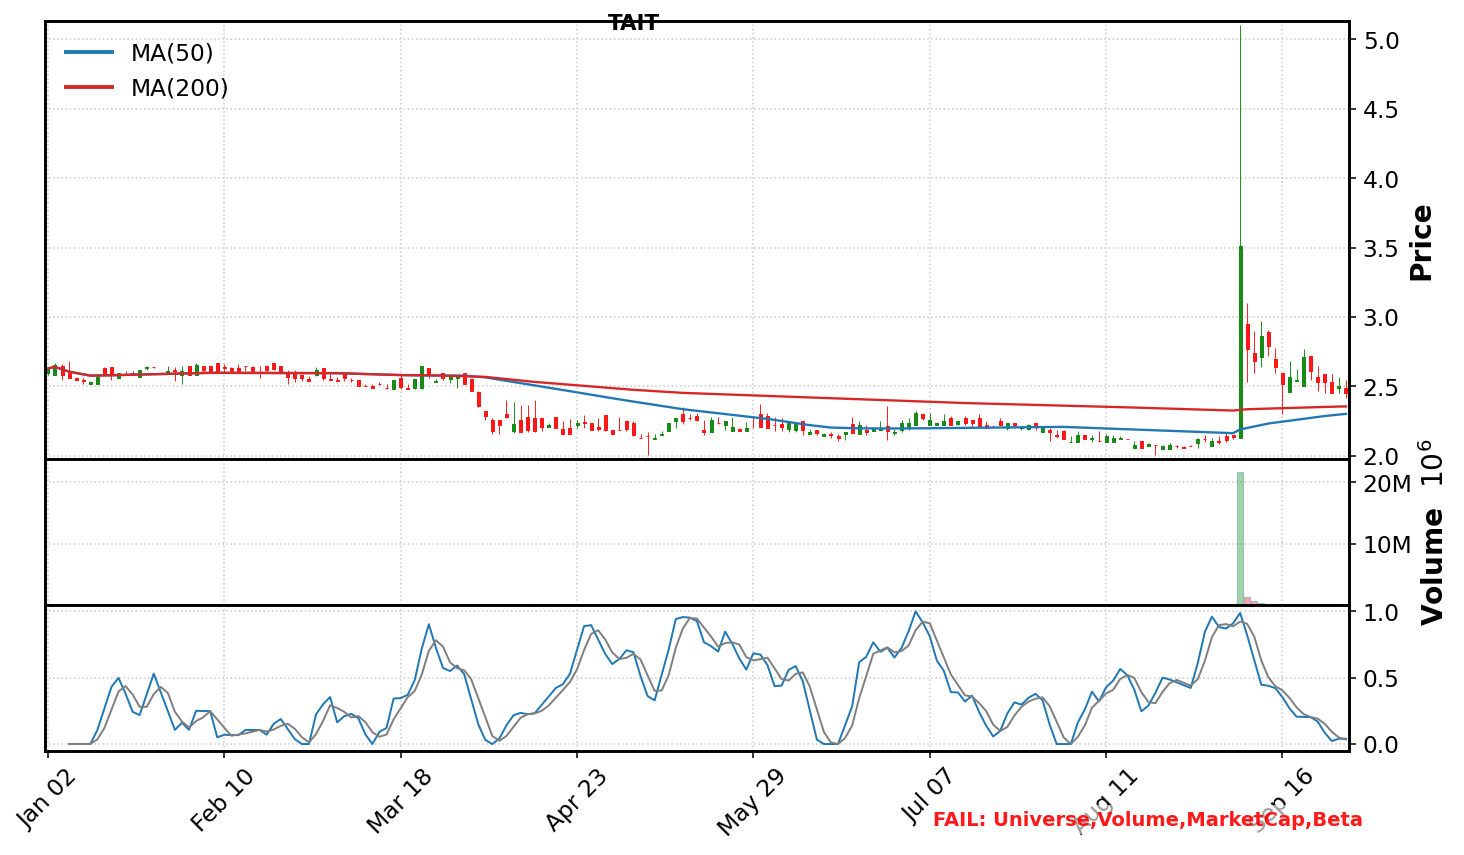 TAIT
MA(50)
MA(200)
5.0
4.5
4.0
3.5
3.0
2.5
2.0
Price
20M
10M
Volume 10^6
1.0
0.5
0.0
Jan 02
Feb 10
Mar 18
Apr 23
May 29
Jul 07
Aug 11
Sep 16
FAIL: Universe,Volume,MarketCap,Beta